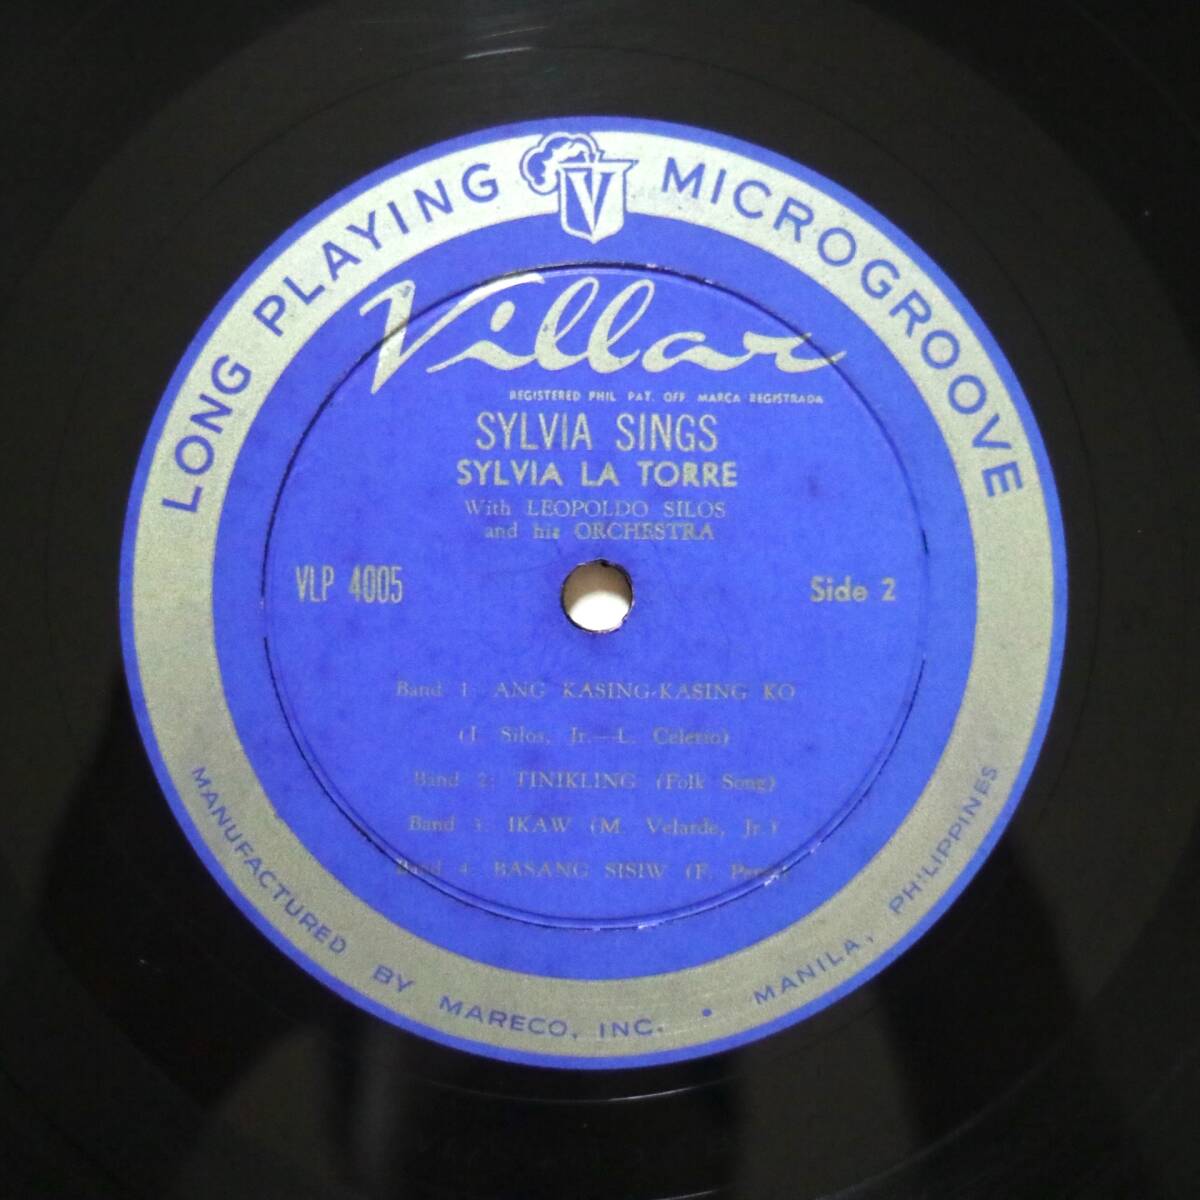 LONG PLAYING V MICROGROOVE
Villar
REGISTERED PHIL. PAT. OFF. MARCA REGISTRADA
SYLVIA SINGS
SYLVIA LA TORRE
With LEOPOLDO SILOS
and his ORCHESTRA
VLP 4005 Side 2
Band 1: ANG KASING-KASING KO
(J. Silos, Jr.—L. Celerio)
Band 2: TINIKLING (Folk Song)
Band 3: IKAW (M. Velarde, Jr.)
Band 4: BASANG SISIW (F.
MANUFACTURED BY MARECO, INC. • MANILA, PHILIPPINES